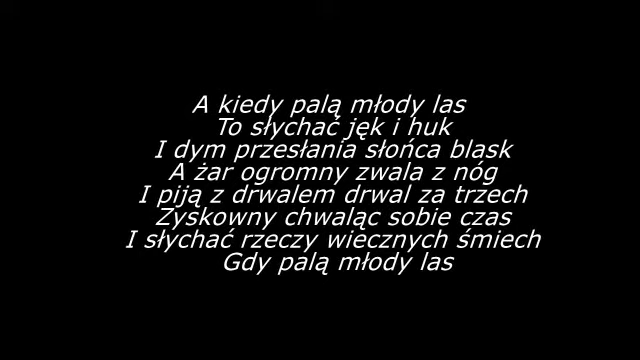 A kiedy palą młody las
To słychać jęk i huk
I dym przesłania słońca blask
A żar ogromny zwala z nóg
I piją z drwalem drwal za trzech
Zyskowny chwaląc sobie czas
I słychać rzeczy wiecznych śmiech
Gdy palą młody las